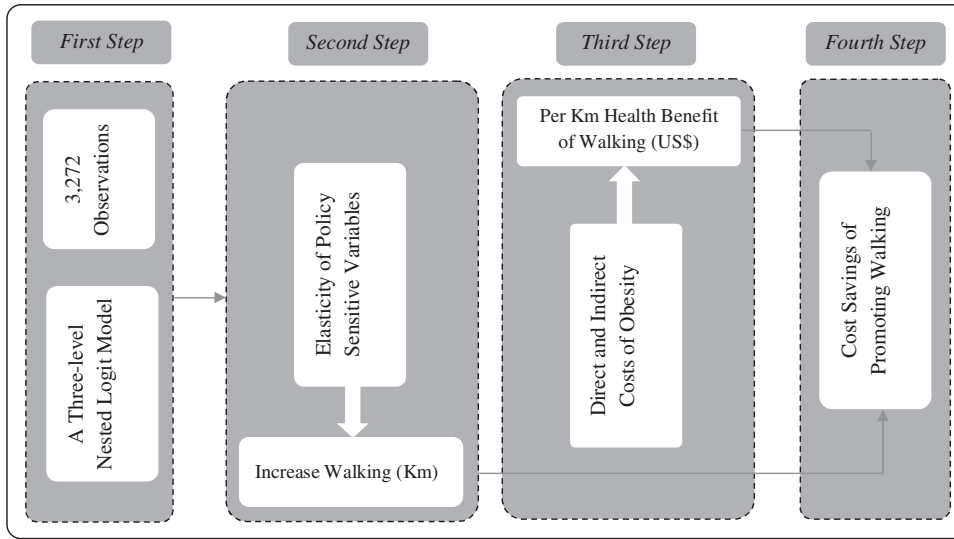 First Step
3,272
Observations
A Three-level
Nested Logit Model
Second Step
Elasticity of Policy
Sensitive Variables
Increase Walking (Km)
Third Step
Per Km Health Benefit
of Walking (US$)
Direct and Indirect
Costs of Obesity
Fourth Step
Cost Savings of
Promoting Walking